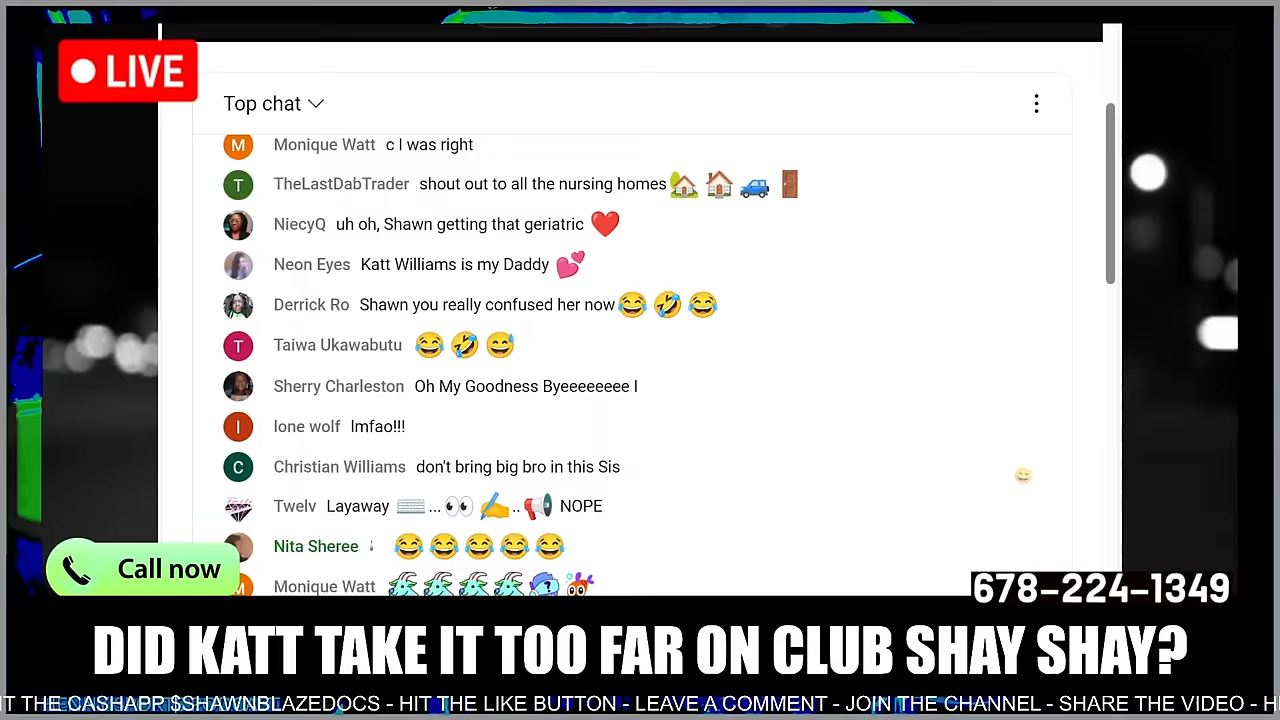 LIVE
Top chat
M Monique Watt c I was right
T TheLastDabTrader shout out to all the nursing homes
NiecyQ uh oh, Shawn getting that geriatric
Neon Eyes Katt Williams is my Daddy
Derrick Ro Shawn you really confused her now
T Taiwa Ukawabutu
Sherry Charleston Oh My Goodness Byeeeeeeee I
I lone wolf lmfao!!!
C Christian Williams don't bring big bro in this Sis
Twelv Layaway ... .. NOPE
Nita Sheree
Monique Watt
Call now
678-224-1349
DID KATT TAKE IT TOO FAR ON CLUB SHAY SHAY?
IT THE CASHAPP $SHAWNBLAZEDOCS - HIT THE LIKE BUTTON - LEAVE A COMMENT - JOIN THE CHANNEL - SHARE THE VIDEO - H